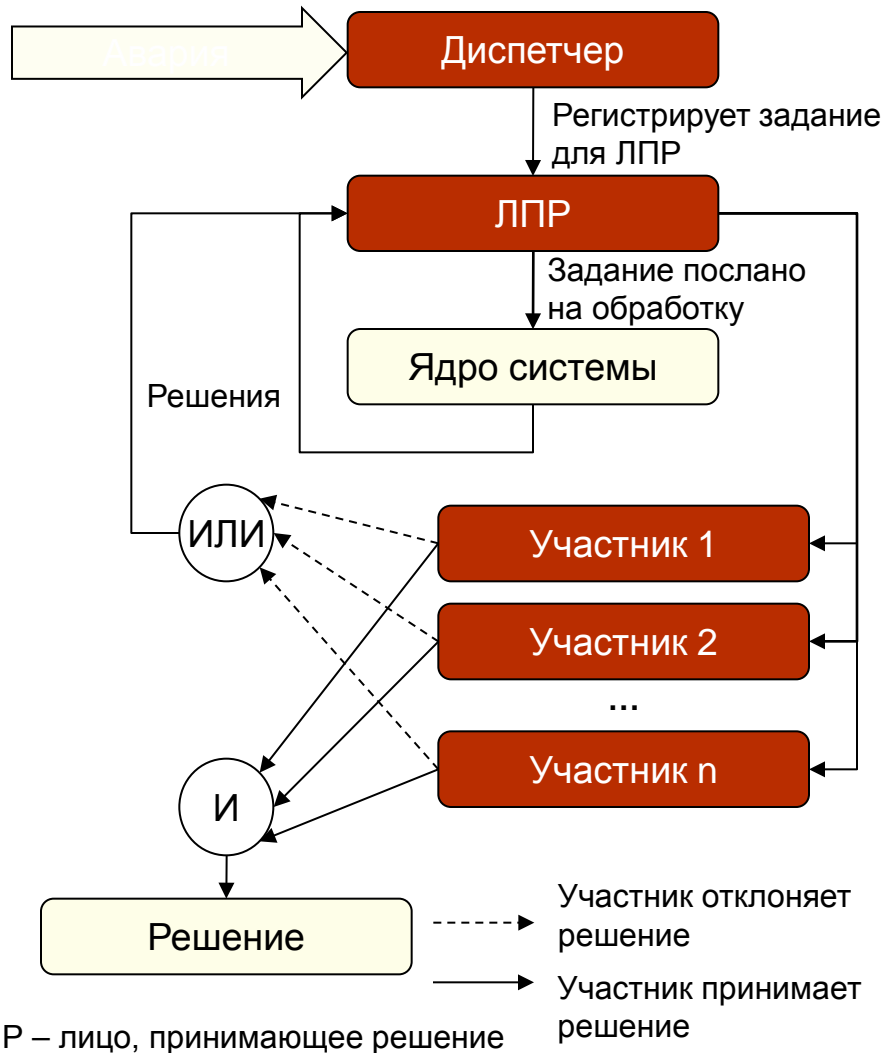 Авария
Диспетчер
Регистрирует задание
для ЛПР
ЛПР
Задание послано
на обработку
Ядро системы
Решения
ИЛИ
Участник 1
Участник 2
...
Участник n
И
Решение
Участник отклоняет
решение
Участник принимает
решение
Р – лицо, принимающее решение